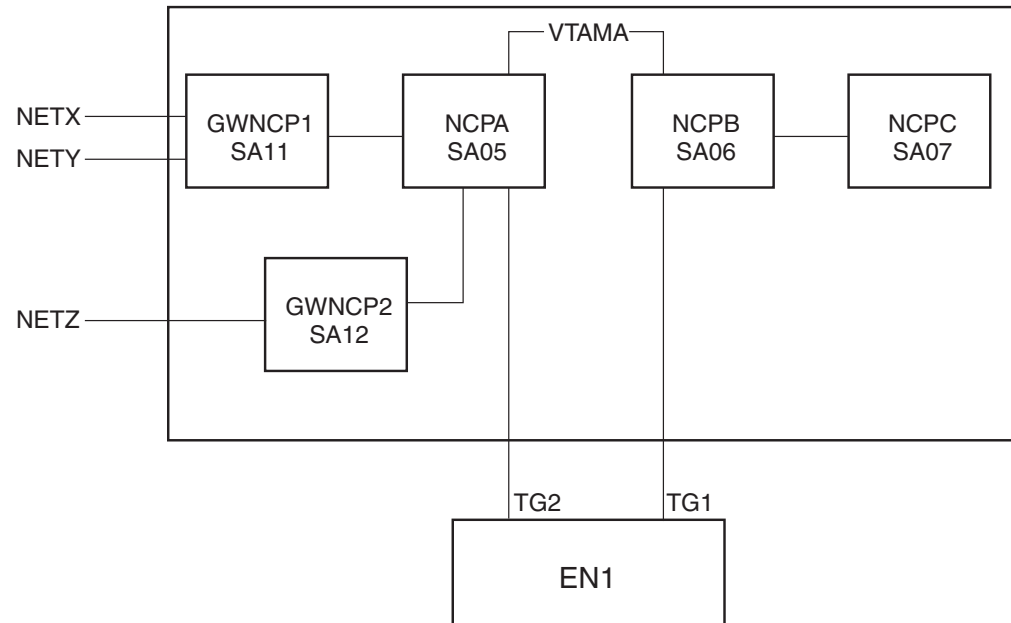 VTAMA
NETX
NETY
GWNCP1
SA11
NCPA
SA05
NCPB
SA06
NCPC
SA07
NETZ
GWNCP2
SA12
TG2
TG1
EN1